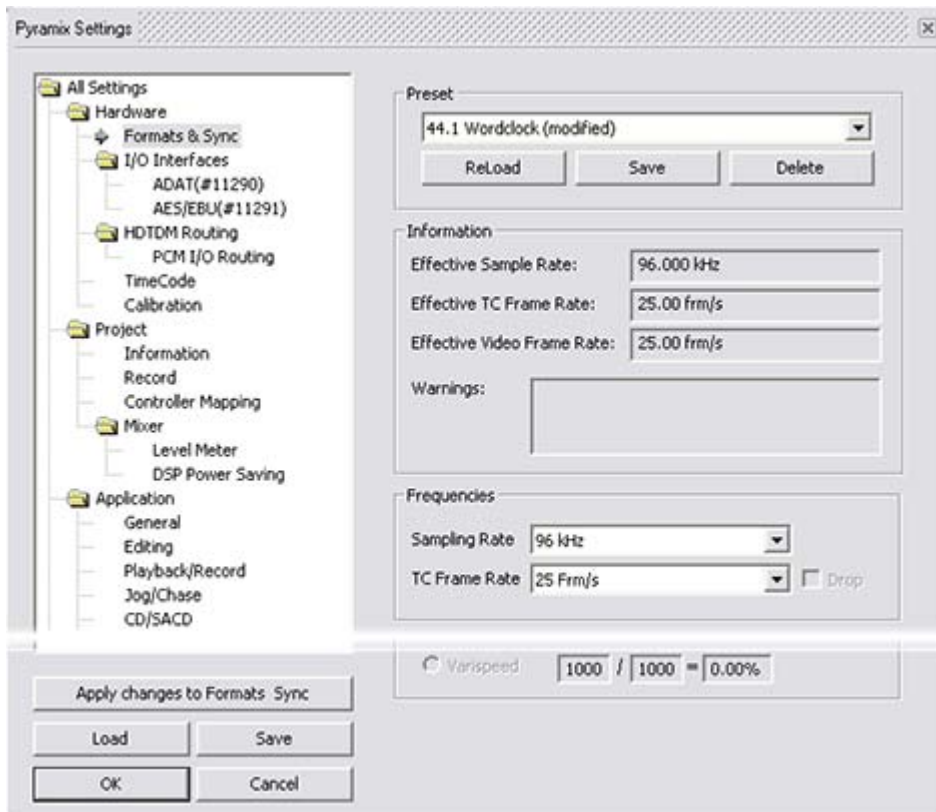 Pyramix Settings
All Settings
Hardware
Formats & Sync
I/O Interfaces
ADAT(#11290)
AES/EBU(#11291)
HDTDM Routing
PCM I/O Routing
TimeCode
Calibration
Project
Information
Record
Controller Mapping
Mixer
Level Meter
DSP Power Saving
Application
General
Editing
Playback/Record
Jog/Chase
CD/SACD
Apply changes to Formats Sync
Load Save
OK Cancel
Preset
44.1 Wordclock (modified)
ReLoad Save Delete
Information
Effective Sample Rate: 96.000 kHz
Effective TC Frame Rate: 25.00 frm/s
Effective Video Frame Rate: 25.00 frm/s
Warnings:
Frequencies
Sampling Rate 96 kHz
TC Frame Rate 25 Frm/s Drop
Varispeed 1000 / 1000 = 0.00%